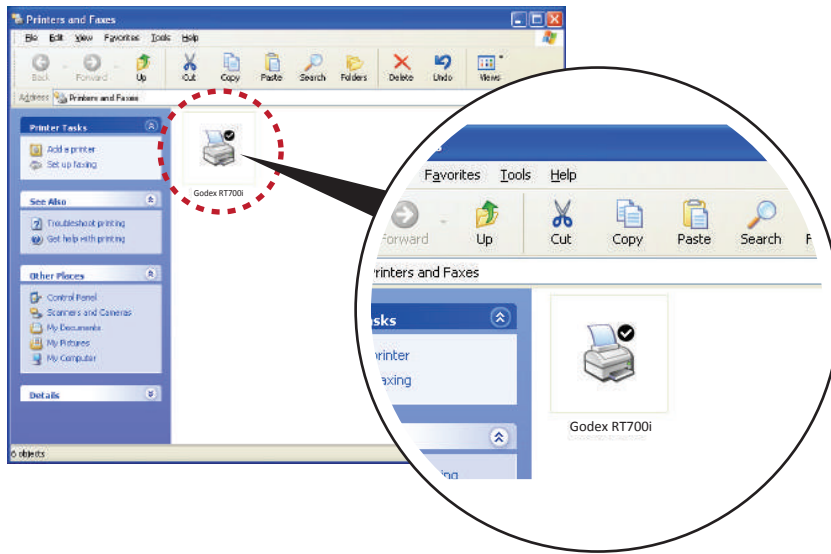 Printers and Faxes
File Edit View Favorites Tools Help
Back Forward Up Cut Copy Paste Search Folders Delete Undo Views
Address Printers and Faxes
Printer Tasks
Add a printer
Set up faxing
See Also
Troubleshoot printing
Get help with printing
Other Places
Control Panel
Scanners and Cameras
My Documents
My Pictures
My Computer
Details
6 objects
Godex RT700i
s
Favorites Tools Help
Forward Up Cut Copy Paste Search F
rinters and Faxes
sks
rinter
axing
Godex RT700i
ing